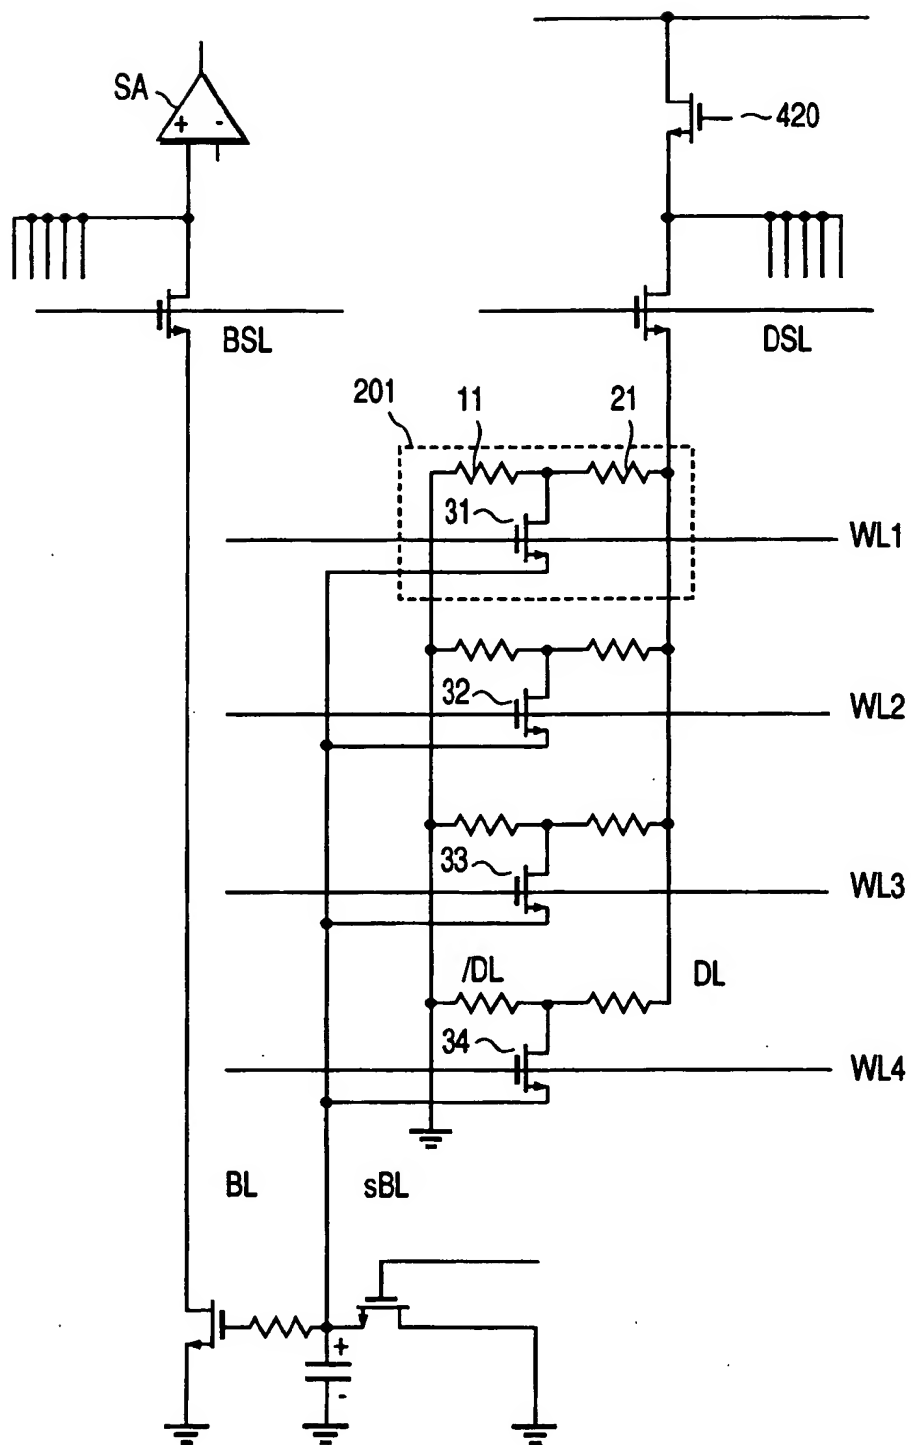 SA
+ -
420
BSL
DSL
201
11
21
31
WL1
32
WL2
33
WL3
/DL
DL
34
WL4
BL
sBL
+
-